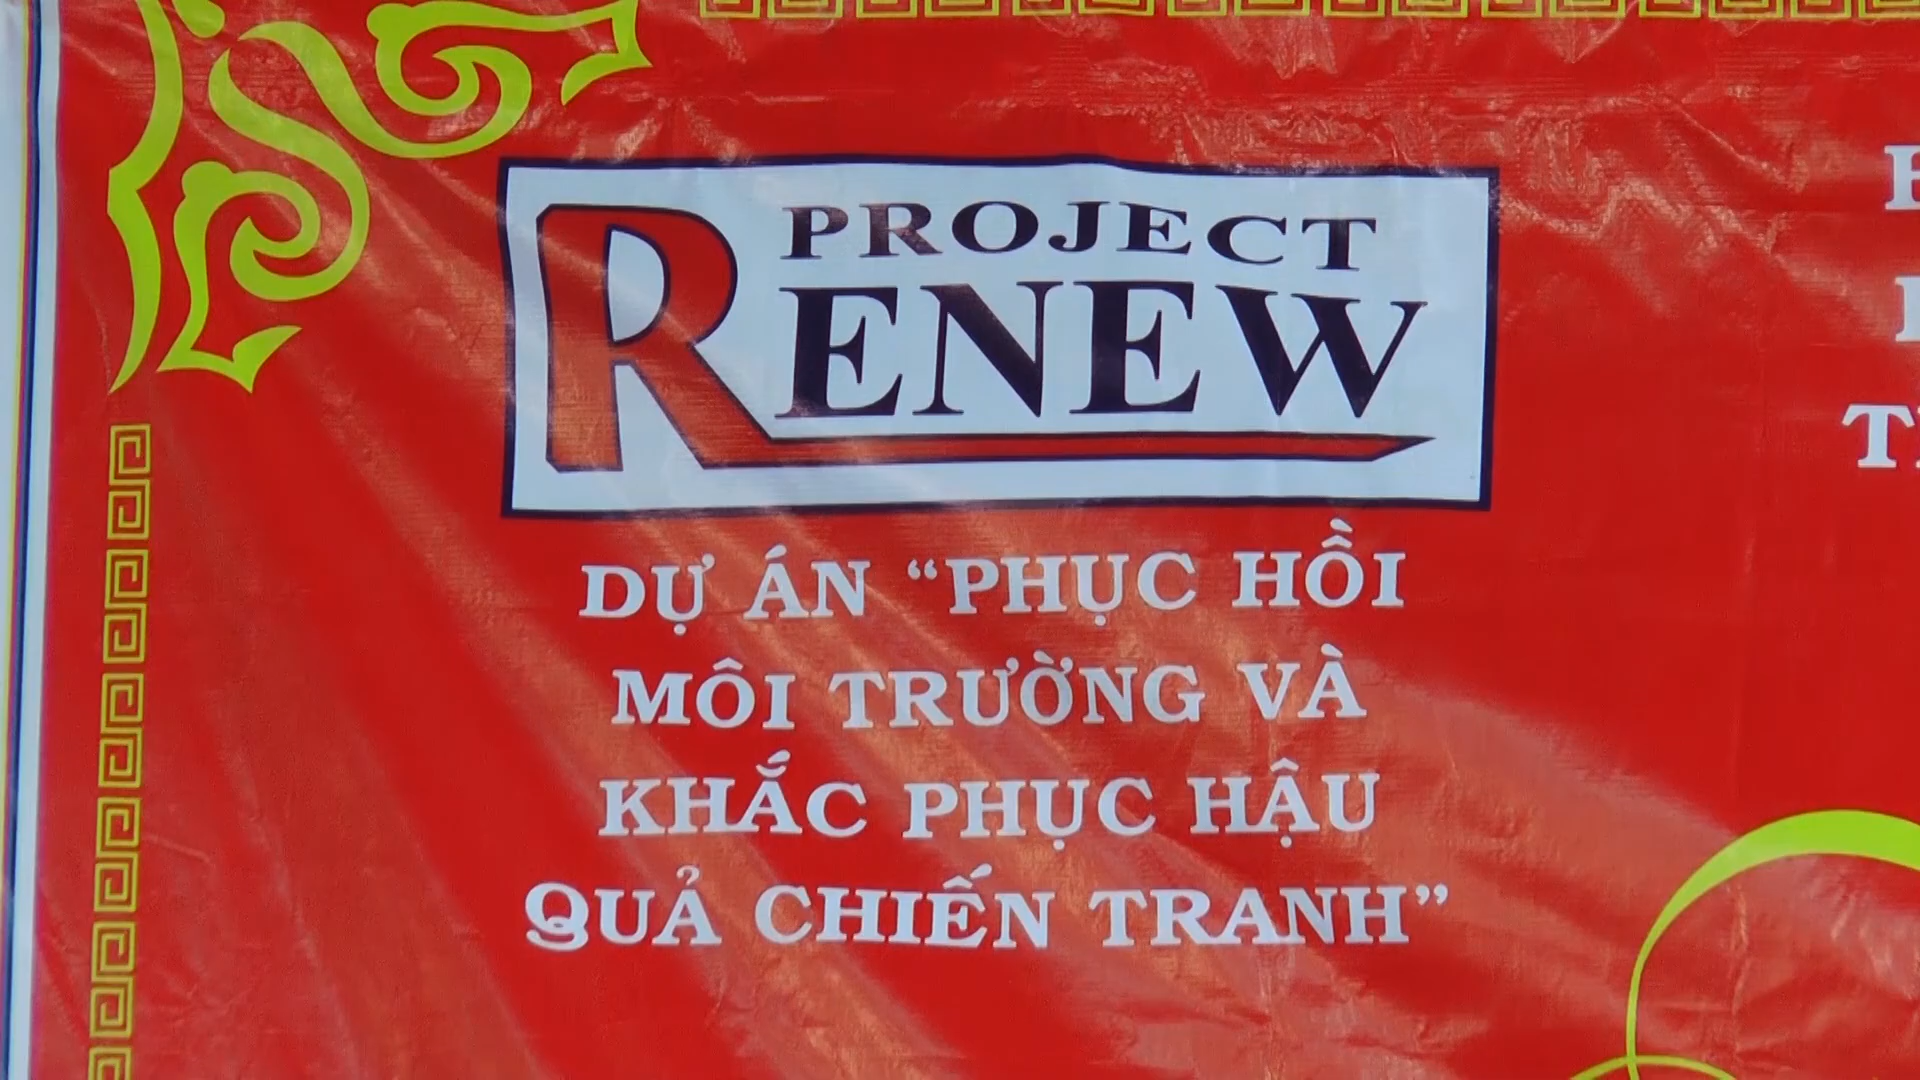 PROJECT
RENEW
DỰ ÁN “PHỤC HỒI
MÔI TRƯỜNG VÀ
KHẮC PHỤC HẬU
QUẢ CHIẾN TRANH”